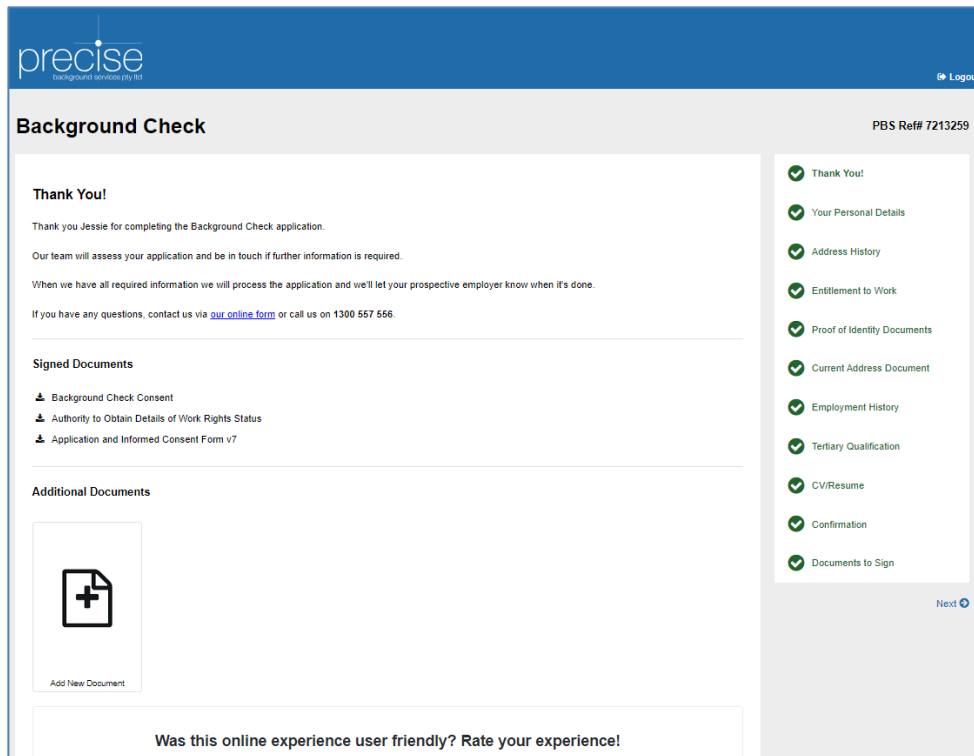 precise
background services pty ltd
Logou
Background Check
PBS Ref# 7213259
Thank You!
Thank you Jessie for completing the Background Check application.
Our team will assess your application and be in touch if further information is required.
When we have all required information we will process the application and we'll let your prospective employer know when it's done.
If you have any questions, contact us via our online form or call us on 1300 557 556.
Signed Documents
Background Check Consent
Authority to Obtain Details of Work Rights Status
Application and Informed Consent Form v7
Additional Documents
Add New Document
Was this online experience user friendly? Rate your experience!
Thank You!
Your Personal Details
Address History
Entitlement to Work
Proof of Identity Documents
Current Address Document
Employment History
Tertiary Qualification
CV/Resume
Confirmation
Documents to Sign
Next